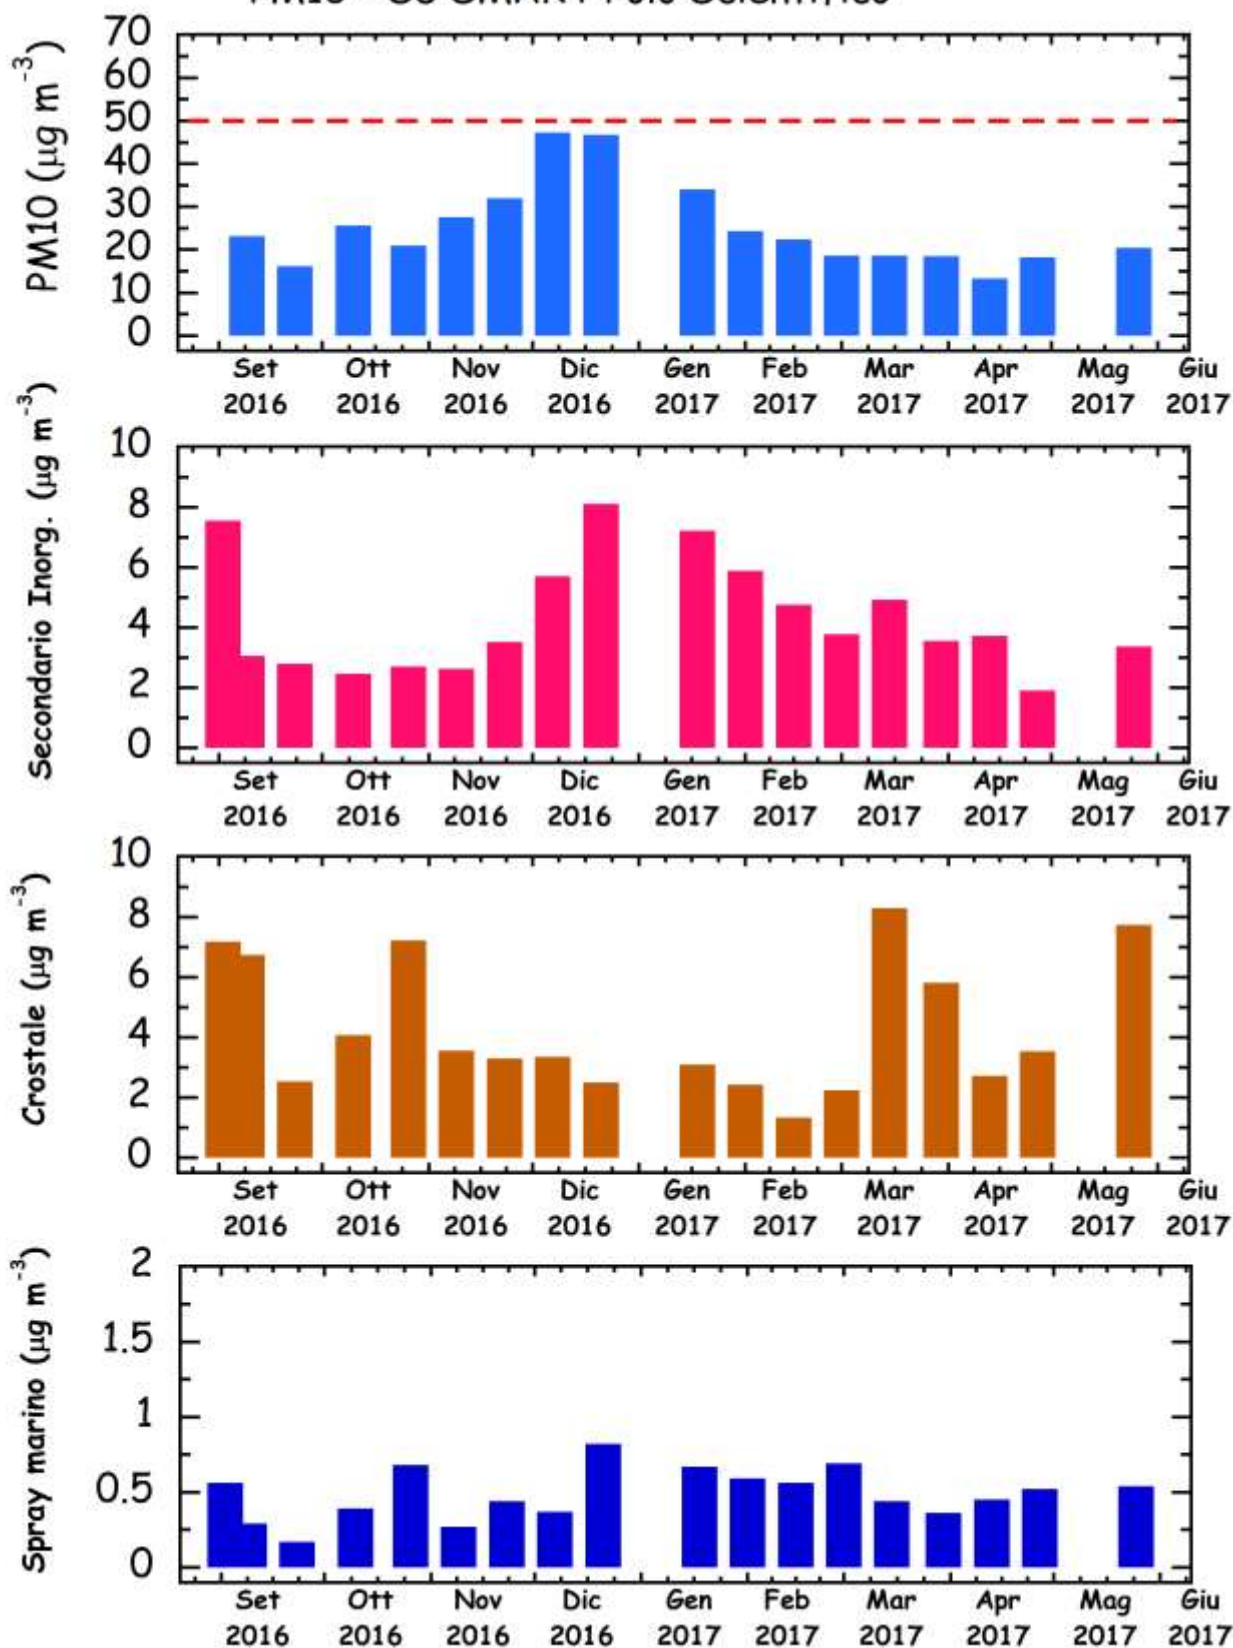 70
60
50
40
30
20
10
0
PM10 (µg m-3)
Set Ott Nov Dic Gen Feb Mar Apr Mag Giu
2016 2016 2016 2016 2017 2017 2017 2017 2017 2017
10
8
6
4
2
0
Secondario Inorg. (µg m-3)
Set Ott Nov Dic Gen Feb Mar Apr Mag Giu
2016 2016 2016 2016 2017 2017 2017 2017 2017 2017
10
8
6
4
2
0
Crostale (µg m-3)
Set Ott Nov Dic Gen Feb Mar Apr Mag Giu
2016 2016 2016 2016 2017 2017 2017 2017 2017 2017
2
1.5
1
0.5
0
Spray marino (µg m-3)
Set Ott Nov Dic Gen Feb Mar Apr Mag Giu
2016 2016 2016 2016 2017 2017 2017 2017 2017 2017